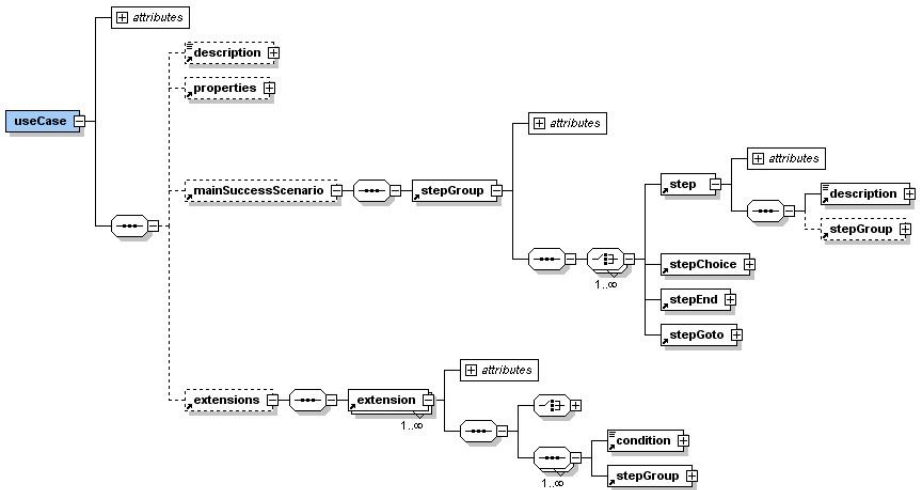 attributes
description
properties
useCase
attributes
mainSuccessScenario
stepGroup
attributes
step
description
stepGroup
stepChoice
1..∞
stepEnd
stepGoto
attributes
extensions
extension
1..∞
condition
stepGroup
1..∞